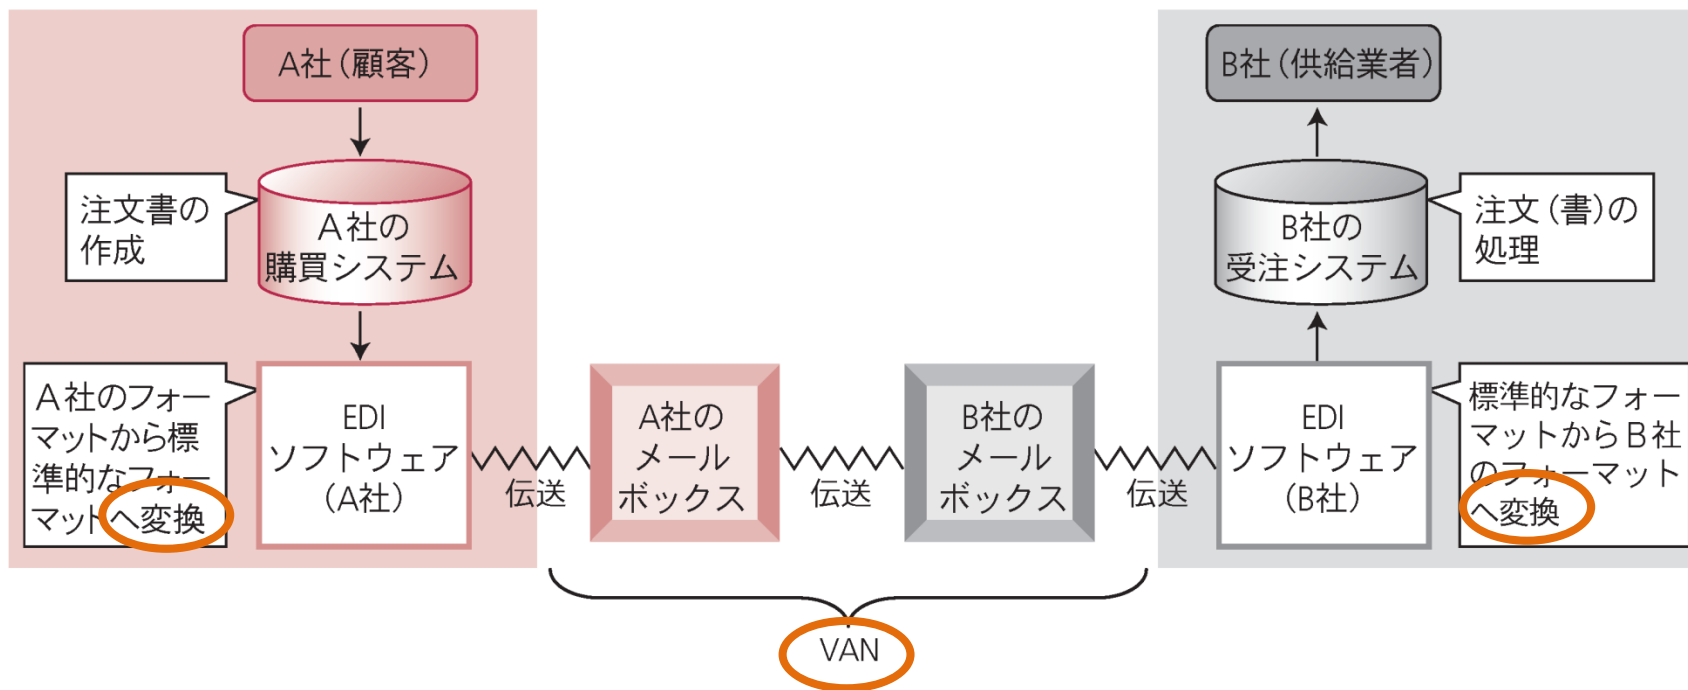 A社(顧客)
注文書の
作成
A社の
購買システム
A社のフォー
マットから標
準的なフォー
マットへ変換
EDI
ソフトウェア
(A社)
伝送
A社の
メール
ボックス
伝送
B社の
メール
ボックス
伝送
VAN
B社(供給業者)
B社の
受注システム
注文(書)の
処理
EDI
ソフトウェア
(B社)
標準的なフォー
マットからB社
のフォーマット
へ変換